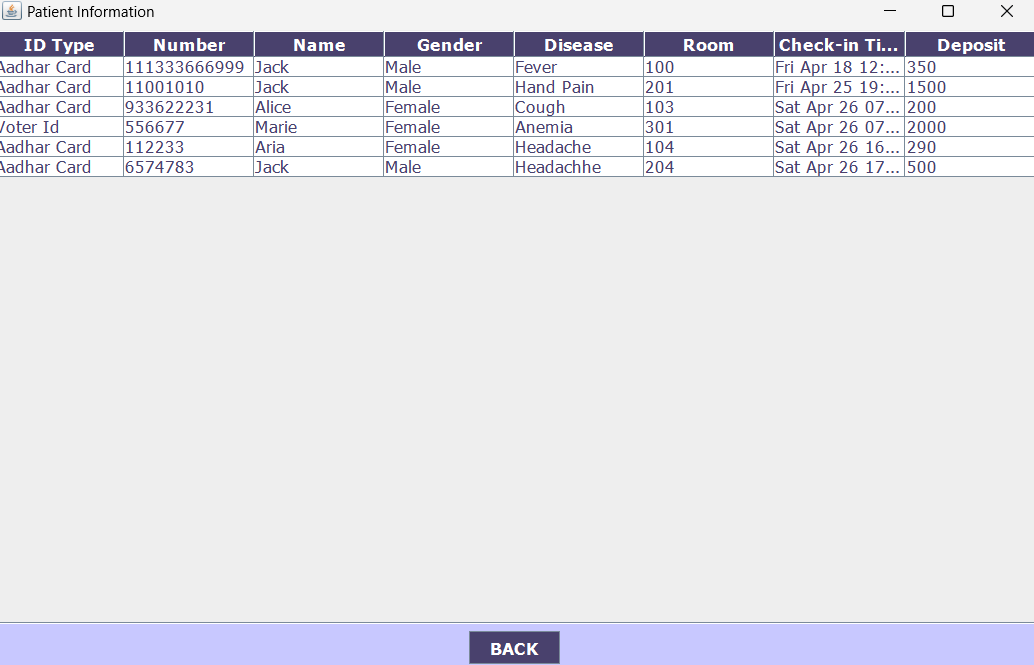 Patient Information
ID Type Number Name Gender Disease Room Check-in Ti... Deposit
Aadhar Card 111333666999 Jack Male Fever 100 Fri Apr 18 12:... 350
Aadhar Card 11001010 Jack Male Hand Pain 201 Fri Apr 25 19:... 1500
Aadhar Card 933622231 Alice Female Cough 103 Sat Apr 26 07... 200
Voter Id 556677 Marie Female Anemia 301 Sat Apr 26 07... 2000
Aadhar Card 112233 Aria Female Headache 104 Sat Apr 26 16... 290
Aadhar Card 6574783 Jack Male Headachhe 204 Sat Apr 26 17... 500
BACK